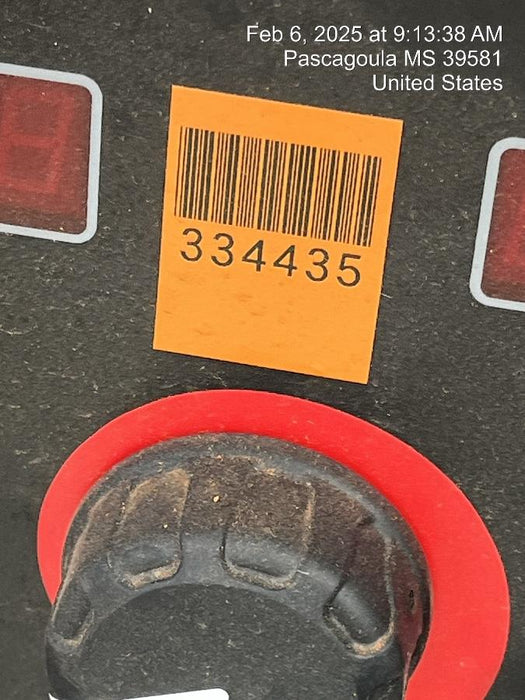 Feb 6, 2025 at 9:13:38 AM
Pascagoula MS 39581
United States
334435